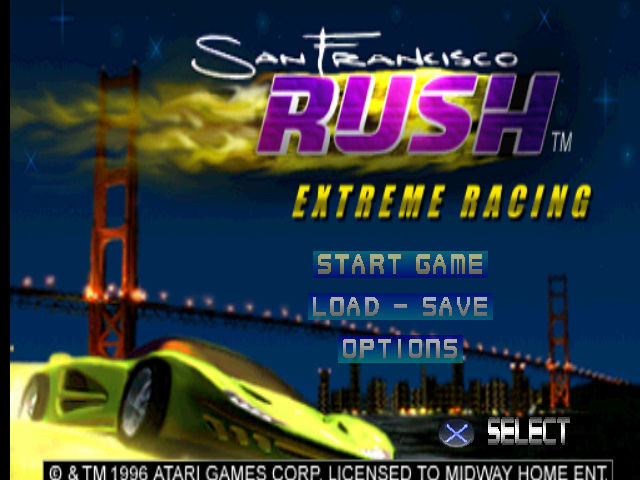 San Francisco
RUSH TM
EXTREME RACING
START GAME
LOAD - SAVE
OPTIONS
SELECT
© & TM 1996 ATARI GAMES CORP. LICENSED TO MIDWAY HOME ENT.